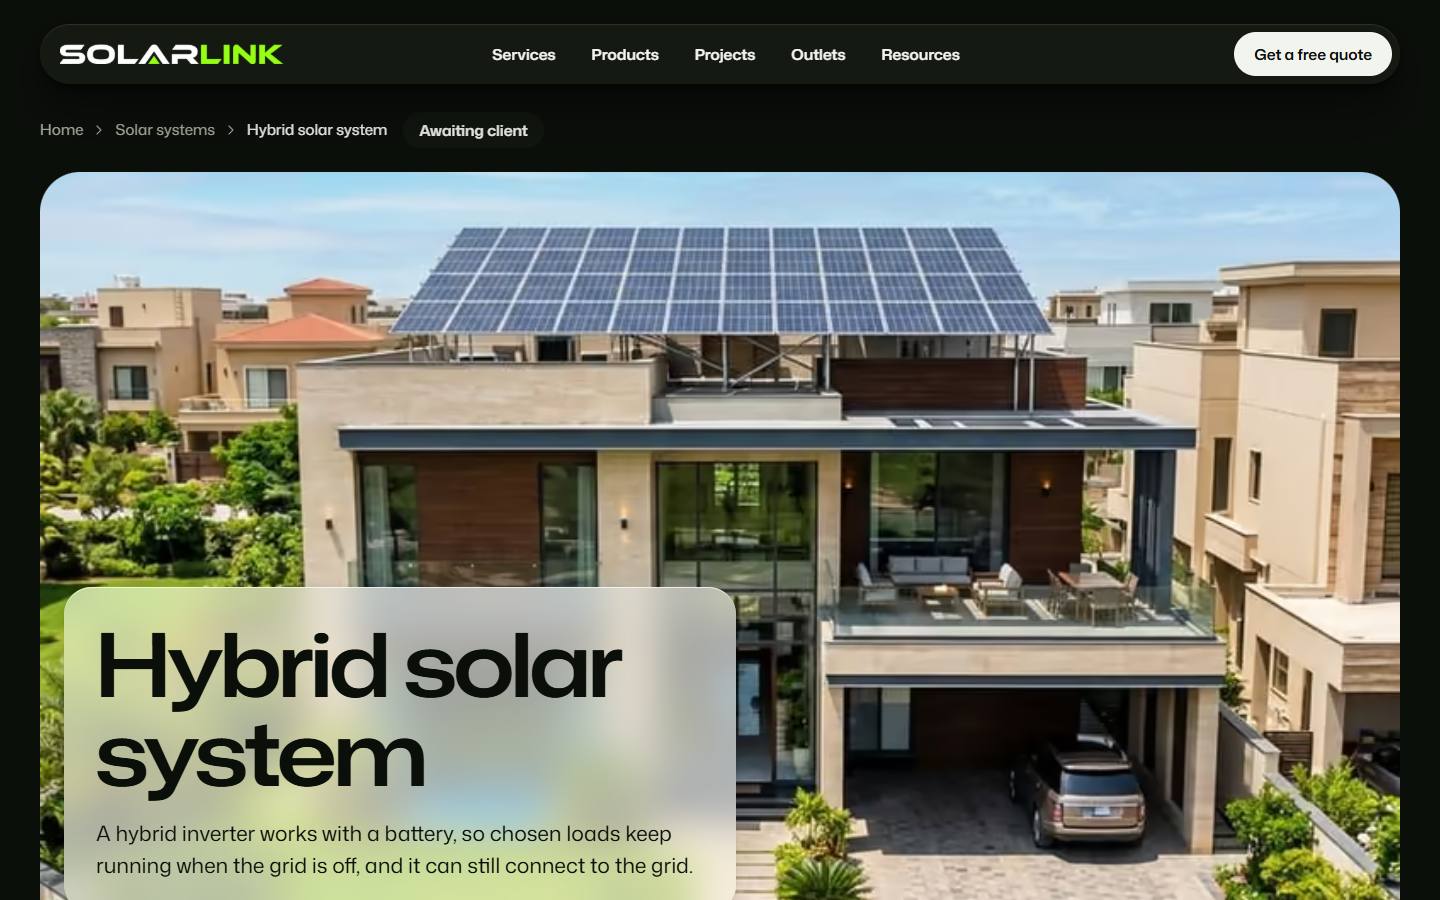 SOLARLINK
Services
Products
Projects
Outlets
Resources
Get a free quote
Home
Solar systems
Hybrid solar system
Awaiting client
Hybrid solar
system
A hybrid inverter works with a battery, so chosen loads keep
running when the grid is off, and it can still connect to the grid.